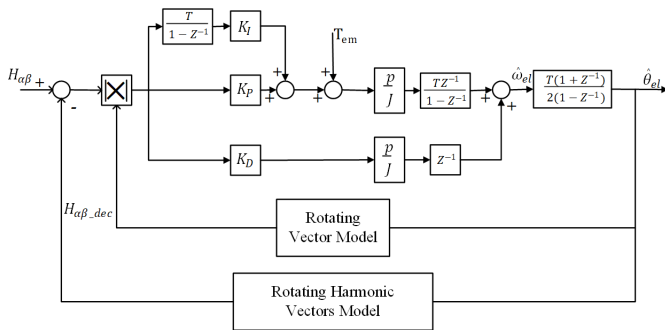 T
1 − Z⁻¹
K_I
T_em
H_αβ
+
-
+
+
+
+
K_P
p
J
TZ⁻¹
1 − Z⁻¹
ω̂_el
+
+
T(1 + Z⁻¹)
2(1 − Z⁻¹)
θ̂_el
K_D
p
J
Z⁻¹
H_αβ_dec
Rotating
Vector Model
Rotating Harmonic
Vectors Model